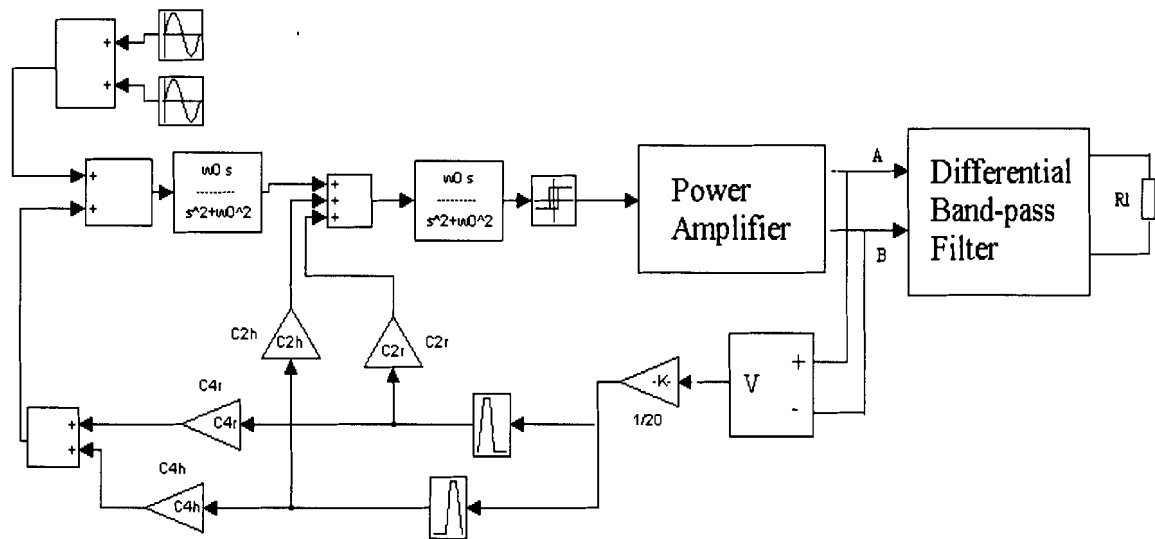 +
+
+
+
w0 s
--------
s^2+w0^2
+
+
+
w0 s
--------
s^2+w0^2
Power
Amplifier
A
B
Differential
Band-pass
Filter
Rl
C2h
C2h
C2r
C2r
V
+
-
-K-
1/20
C4r
C4r
+
+
C4h
C4h